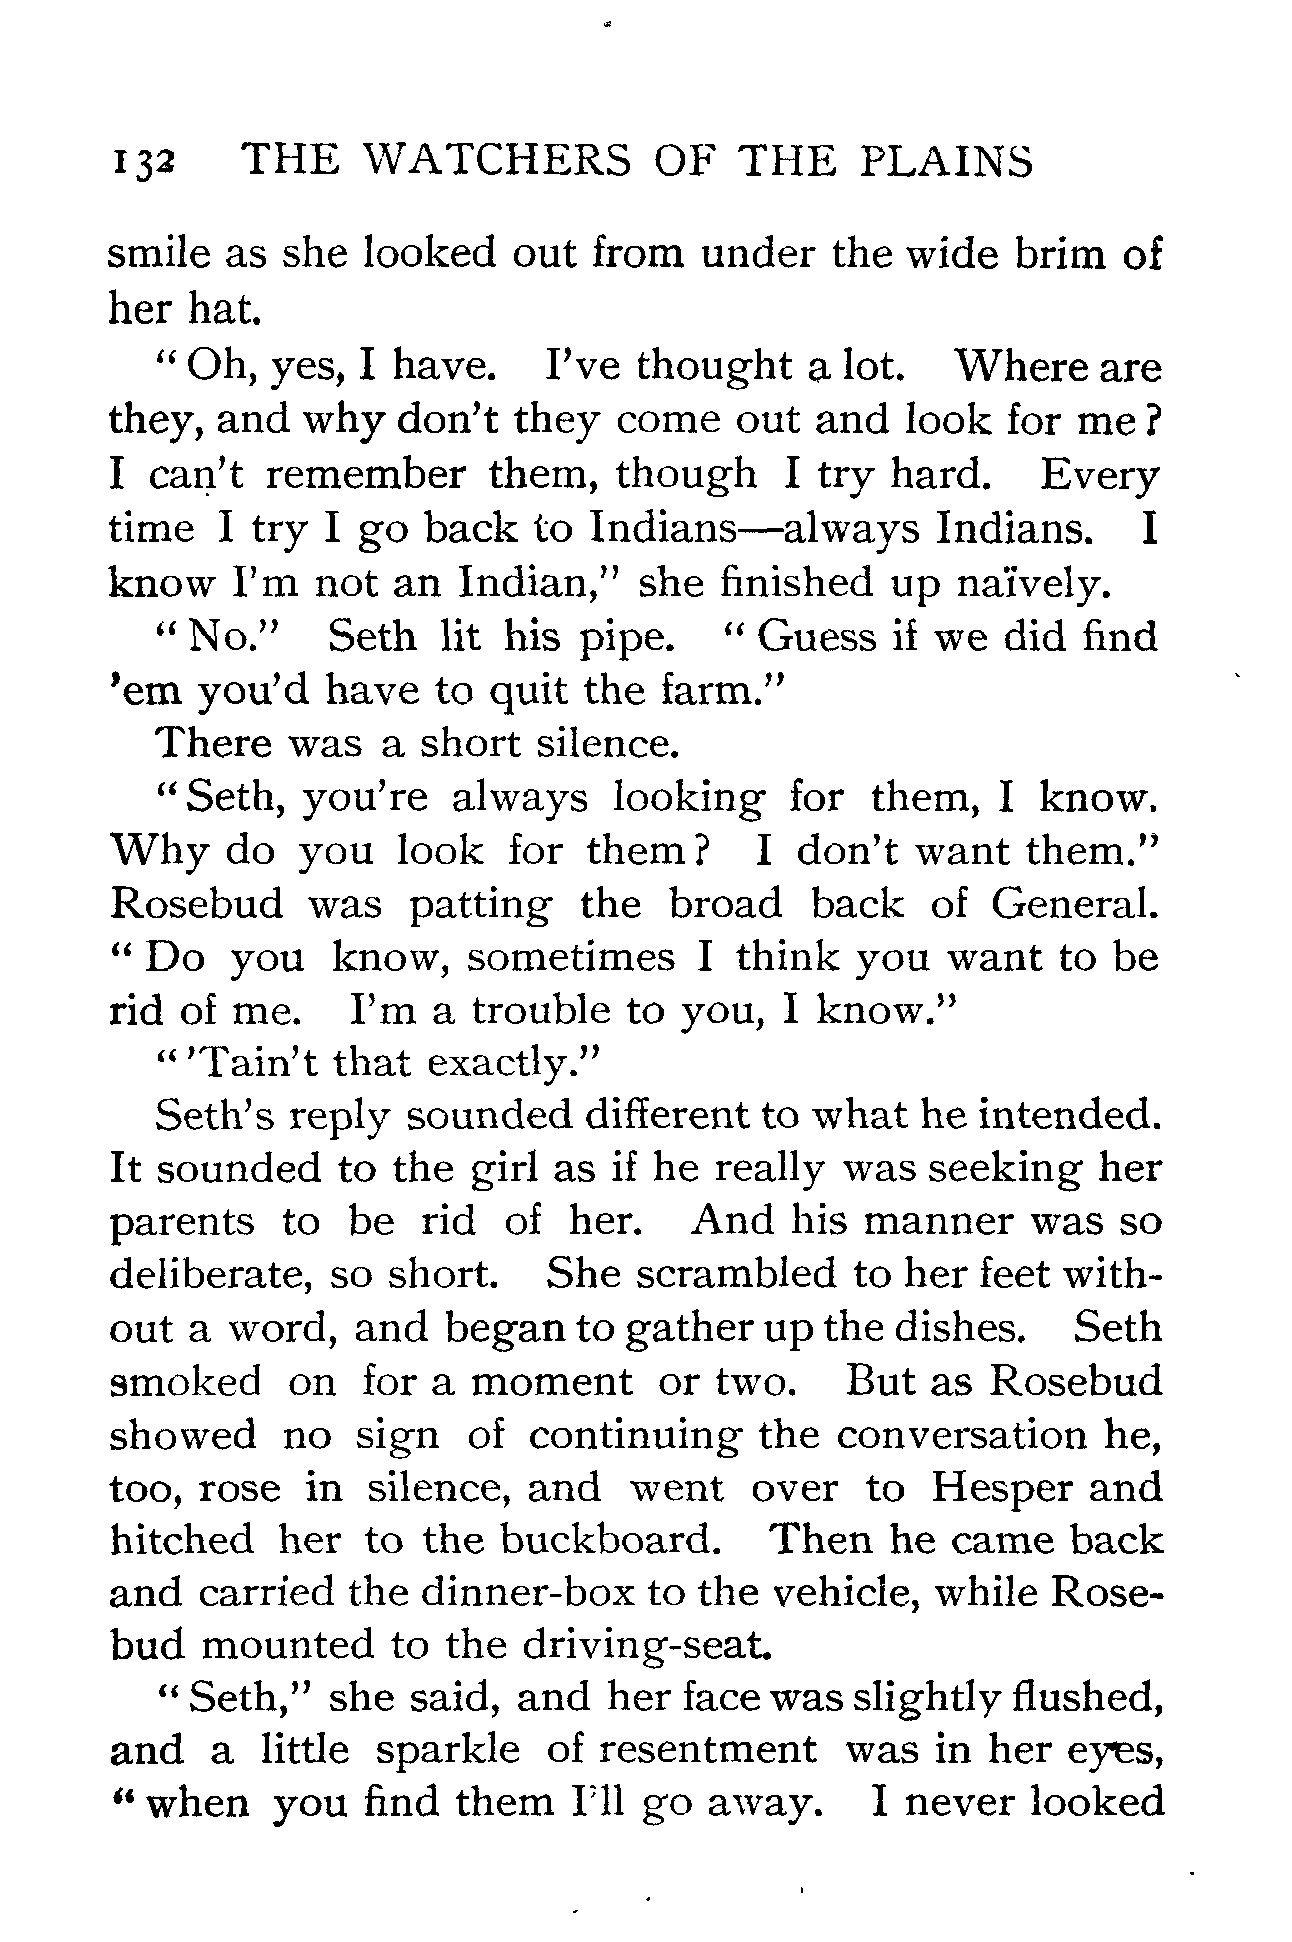 132 THE WATCHERS OF THE PLAINS
smile as she looked out from under the wide brim of
her hat.
“ Oh, yes, I have. I’ve thought a lot. Where are
they, and why don’t they come out and look for me ?
I can’t remember them, though I try hard. Every
time I try I go back to Indians—always Indians. I
know I’m not an Indian,” she finished up naïvely.
“ No.” Seth lit his pipe. “ Guess if we did find
’em you’d have to quit the farm.”
There was a short silence.
“ Seth, you’re always looking for them, I know.
Why do you look for them ? I don’t want them.”
Rosebud was patting the broad back of General.
“ Do you know, sometimes I think you want to be
rid of me. I’m a trouble to you, I know.”
“ ’Tain’t that exactly.”
Seth’s reply sounded different to what he intended.
It sounded to the girl as if he really was seeking her
parents to be rid of her. And his manner was so
deliberate, so short. She scrambled to her feet with-
out a word, and began to gather up the dishes. Seth
smoked on for a moment or two. But as Rosebud
showed no sign of continuing the conversation he,
too, rose in silence, and went over to Hesper and
hitched her to the buckboard. Then he came back
and carried the dinner-box to the vehicle, while Rose-
bud mounted to the driving-seat.
“ Seth,” she said, and her face was slightly flushed,
and a little sparkle of resentment was in her eyes,
“ when you find them I’ll go away. I never looked